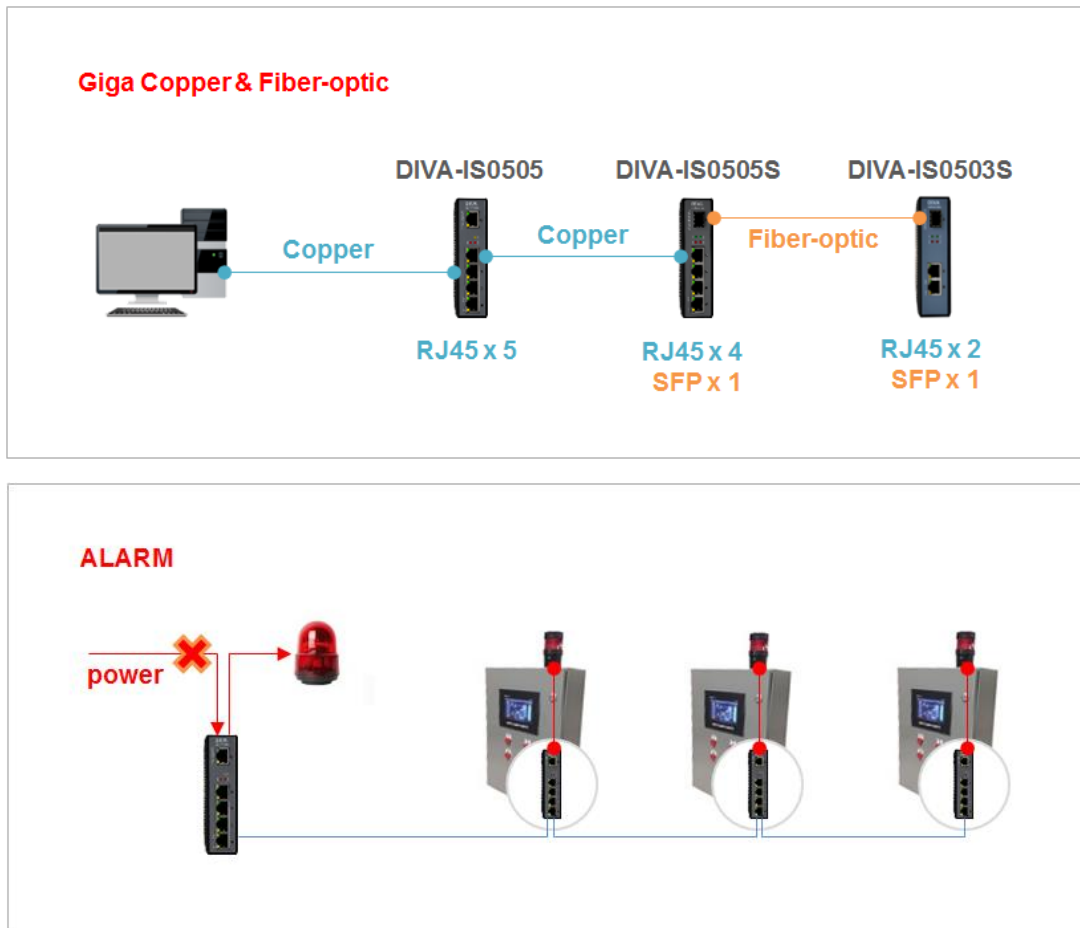 Giga Copper & Fiber-optic
DIVA-IS0505
DIVA-IS0505S
DIVA-IS0503S
Copper
Copper
Fiber-optic
RJ45 x 5
RJ45 x 4
SFP x 1
RJ45 x 2
SFP x 1
ALARM
power